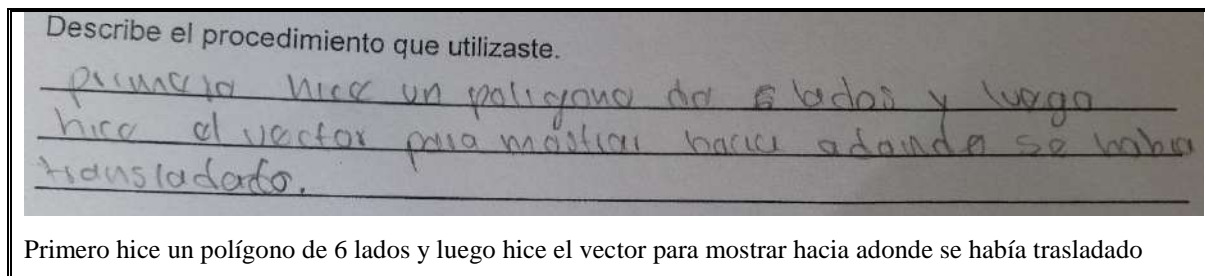 Describe el procedimiento que utilizaste.
primero hice un poligono de 6 lados y luego
hice el vector para mostrar hacia adonde se habia
transladado.
Primero hice un polígono de 6 lados y luego hice el vector para mostrar hacia adonde se había trasladado